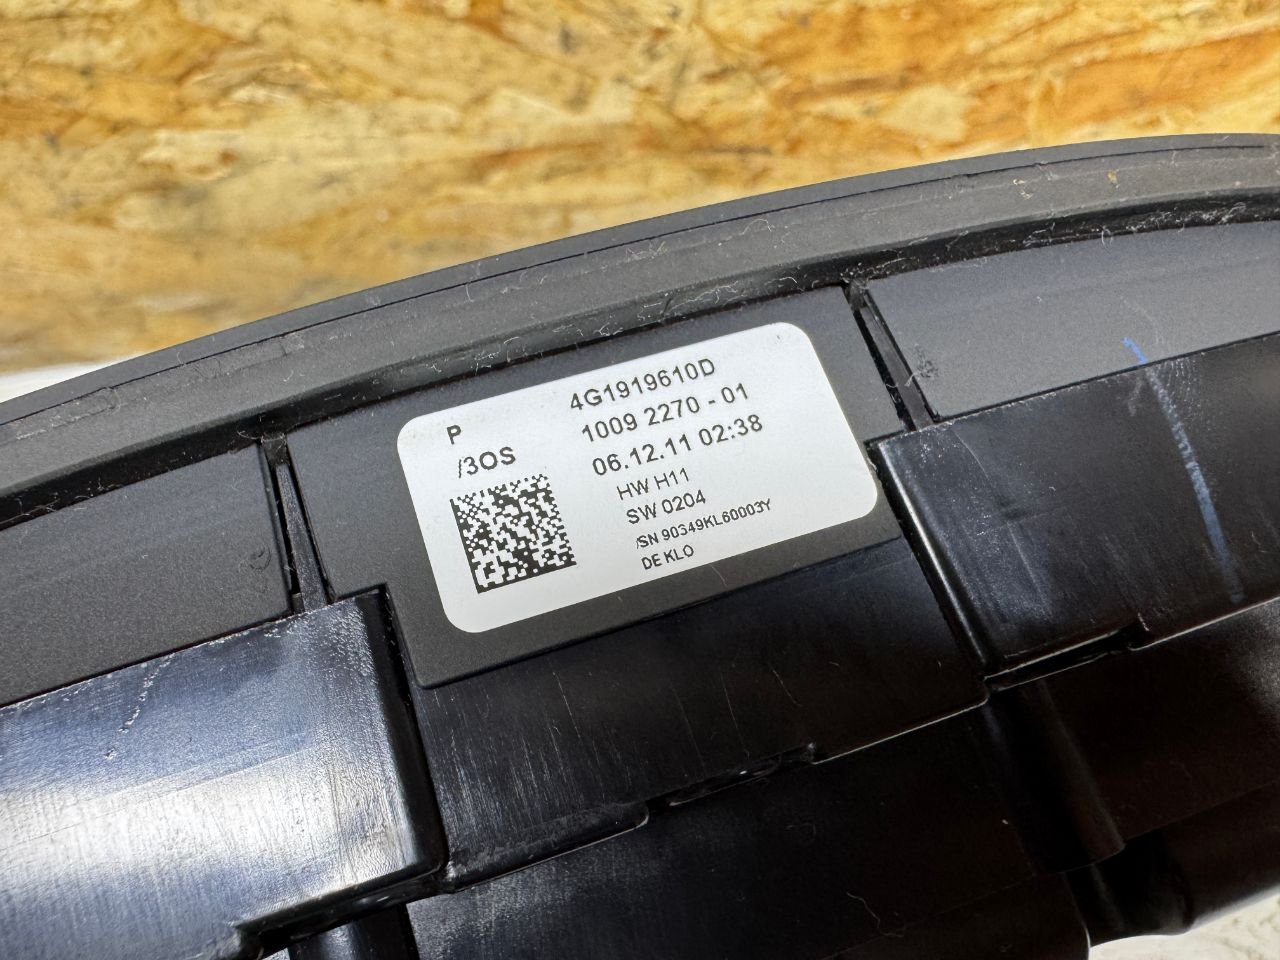 P
/3OS
4G1919610D
1009 2270 - 01
06.12.11 02:38
HW H11
SW 0204
/SN 90349KL60003Y
DE KLO